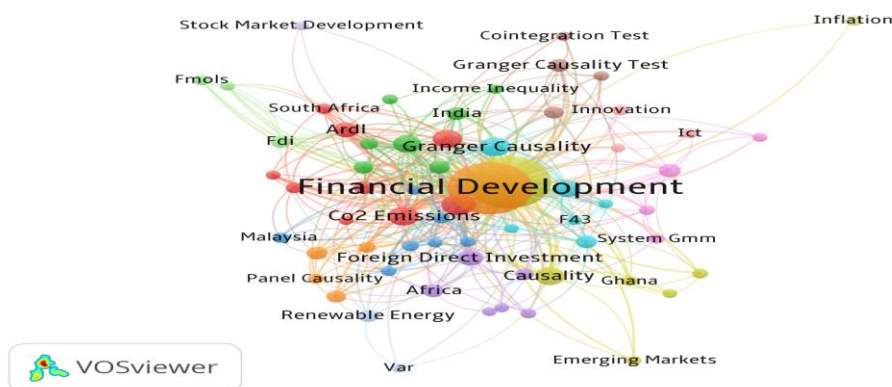 Inflation
Stock Market Development
Cointegration Test
Granger Causality Test
Fmols
Income Inequality
South Africa
India
Innovation
Ardl
Ict
Fdi
Granger Causality
Financial Development
Co2 Emissions
F43
Malaysia
System Gmm
Foreign Direct Investment
Panel Causality
Causality
Ghana
Africa
Renewable Energy
Emerging Markets
Var
VOSviewer